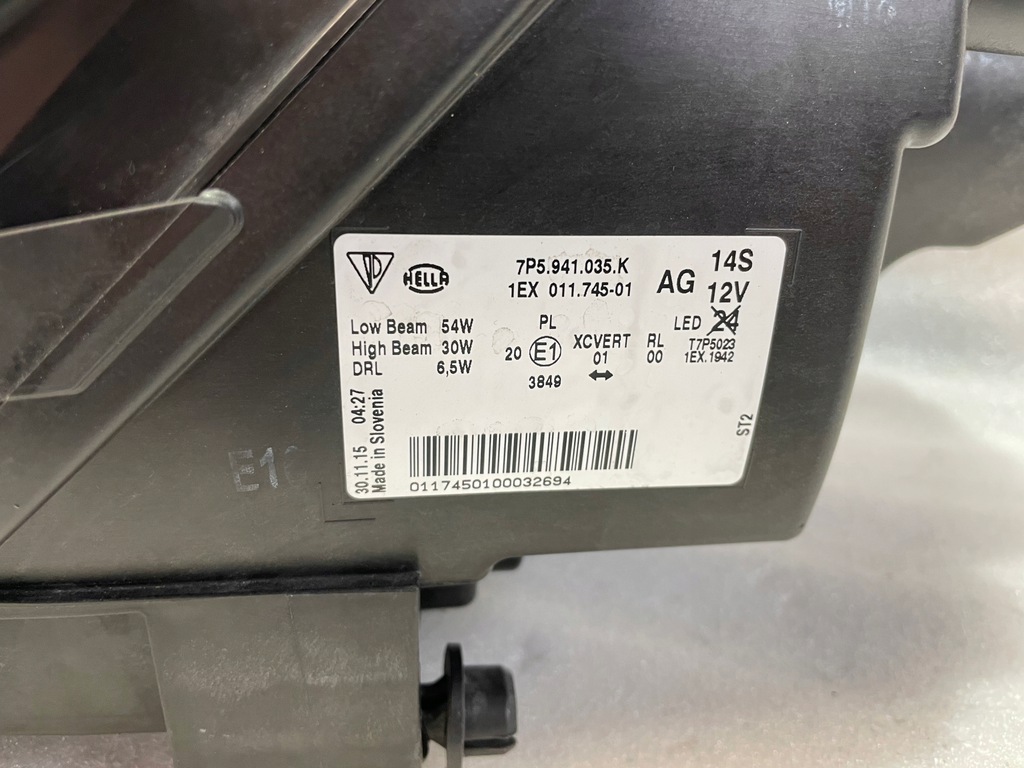 HELLA
7P5.941.035.K
1EX 011.745-01
AG
14S
12V
LED 24
T7P5023
1EX.1942
Low Beam 54W
High Beam 30W
DRL 6,5W
PL
20 E1
3849
XCVERT
01
RL
00
30.11.15 04:27
Made in Slovenia
ST2
0117450100032694